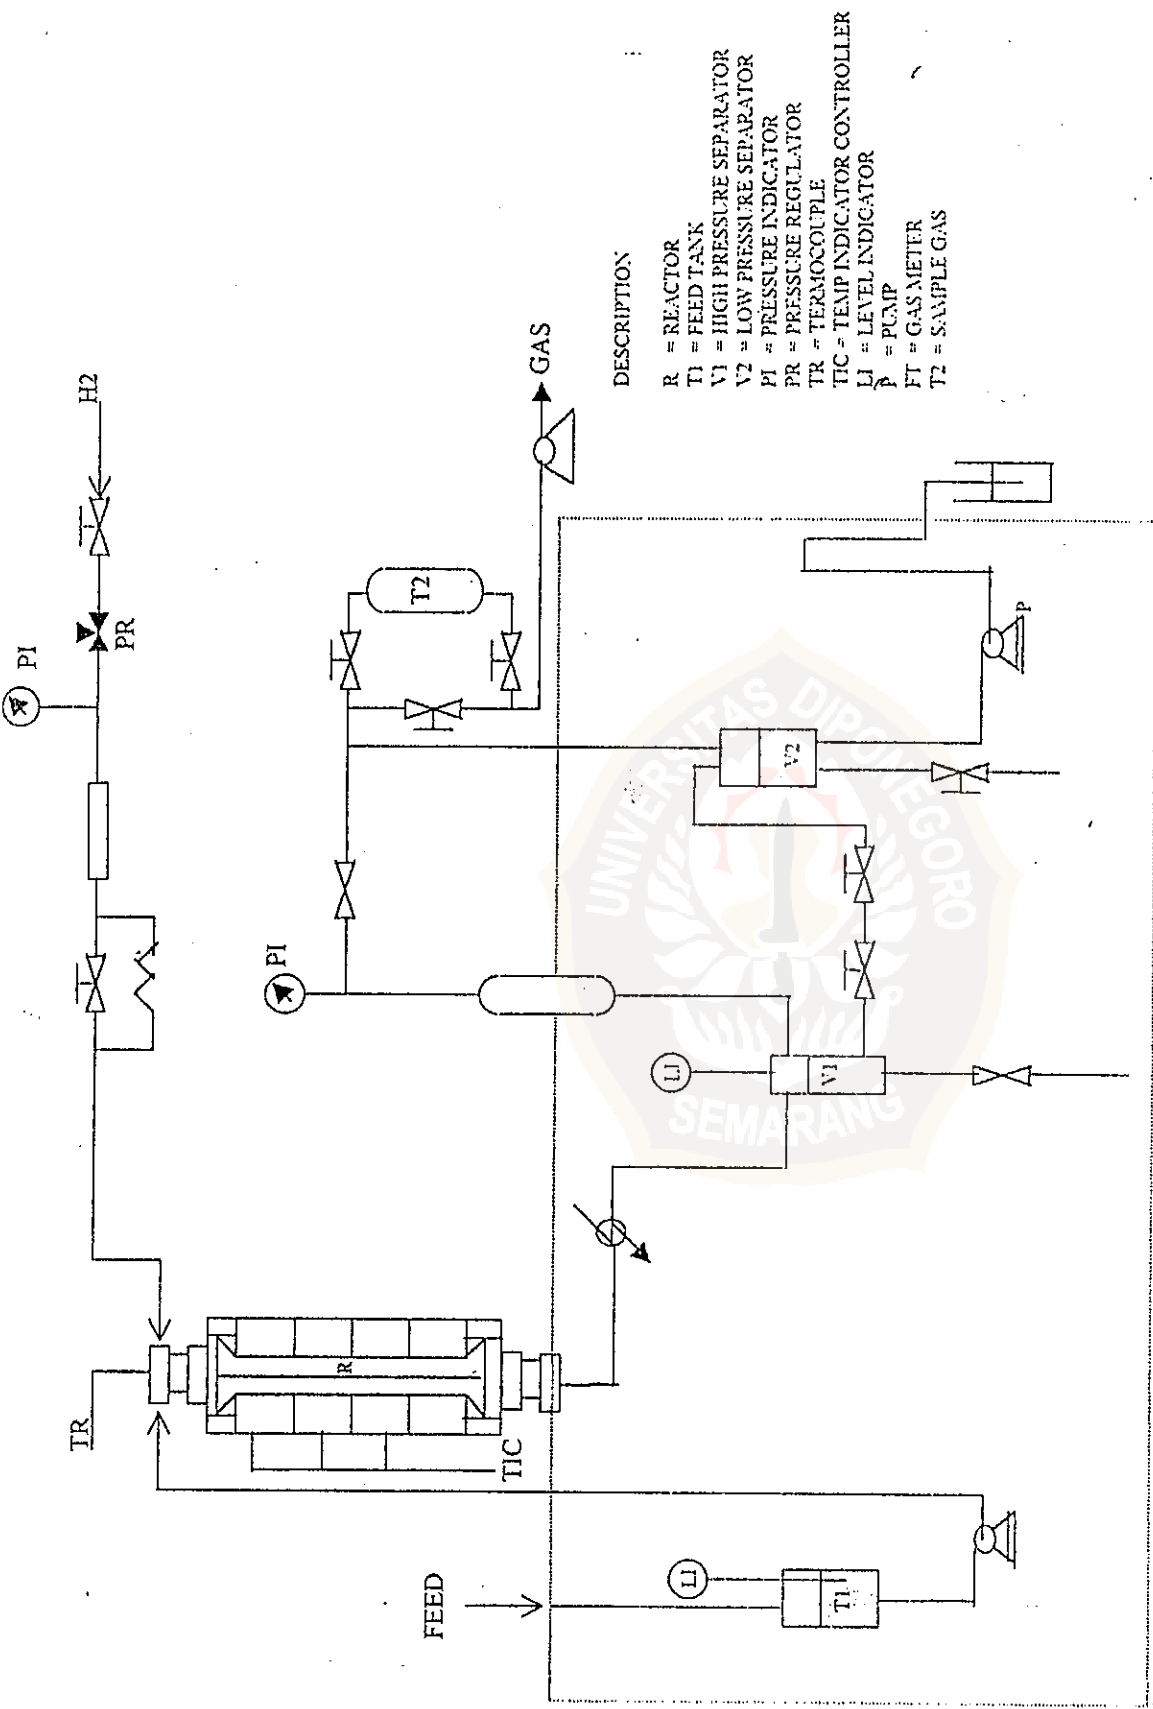 H2
PI
PR
TR
R
TIC
PI
T2
GAS
FEED
LI
T1
LI
V1
V2
P
DESCRIPTION
R = REACTOR
T1 = FEED TANK
V1 = HIGH PRESSURE SEPARATOR
V2 = LOW PRESSURE SEPARATOR
PI = PRESSURE INDICATOR
PR = PRESSURE REGULATOR
TR = TERMOCOUPLE
TIC = TEMP INDICATOR CONTROLLER
LI = LEVEL INDICATOR
P = PUMP
FT = GAS METER
T2 = SAMPLE GAS
UNIVERSITAS DIPONEGORO
SEMARANG